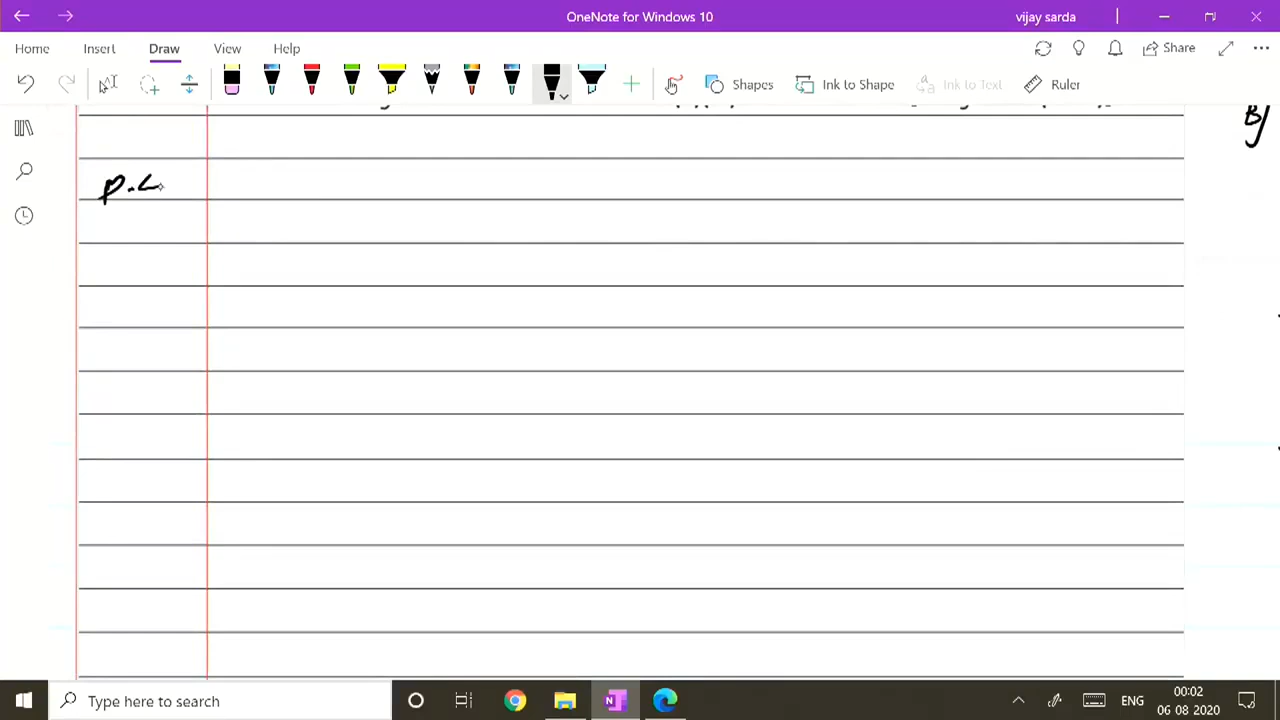 OneNote for Windows 10
vijay sarda
Home Insert Draw View Help
Share
Shapes Ink to Shape Ink to Text Ruler
B/
P.C
Type here to search
ENG
00:02
06-08-2020